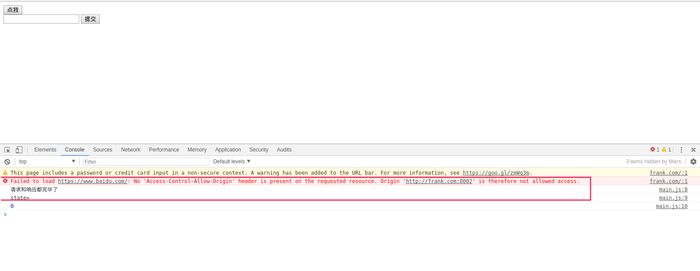 点我
提交
Elements Console Sources Network Performance Memory Application Security Audits 1 1
top Filter Default levels 3 items hidden by filters
This page includes a password or credit card input in a non-secure context. A warning has been added to the URL bar. For more information, see https://goo.gl/zmWq3m. frank.com/:1
Failed to load https://www.baidu.com/: No 'Access-Control-Allow-Origin' header is present on the requested resource. Origin 'http://frank.com:8002' is therefore not allowed access. frank.com/:1
请求和响应都完毕了 main.js:8
state= main.js:9
0 main.js:10